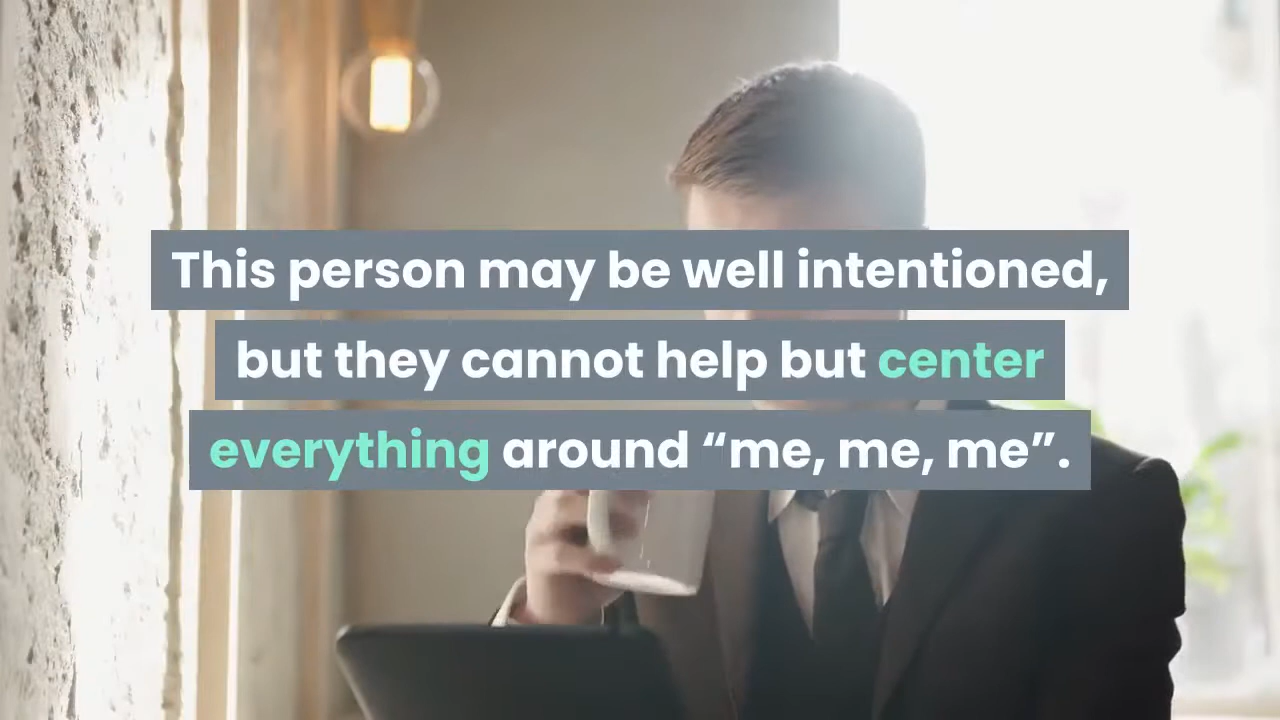 This person may be well intentioned,
but they cannot help but center
everything around “me, me, me”.